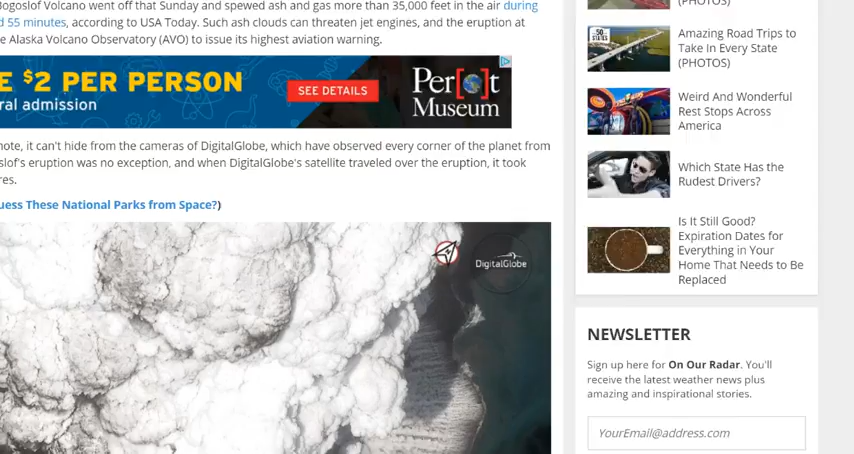 Bogoslof Volcano went off that Sunday and spewed ash and gas more than 35,000 feet in the air during
55 minutes, according to USA Today. Such ash clouds can threaten jet engines, and the eruption at
Alaska Volcano Observatory (AVO) to issue its highest aviation warning.
$2 PER PERSON
admission
SEE DETAILS
Perot
Museum
it can't hide from the cameras of DigitalGlobe, which have observed every corner of the planet from
eruption was no exception, and when DigitalGlobe's satellite traveled over the eruption, it took
These National Parks from Space?)
DigitalGlobe
(PHOTOS)
50
STATES
Amazing Road Trips to
Take In Every State
(PHOTOS)
Weird And Wonderful
Rest Stops Across
America
Which State Has the
Rudest Drivers?
Is It Still Good?
Expiration Dates for
Everything in Your
Home That Needs to Be
Replaced
NEWSLETTER
Sign up here for On Our Radar. You'll
receive the latest weather news plus
amazing and inspirational stories.
YourEmail@address.com